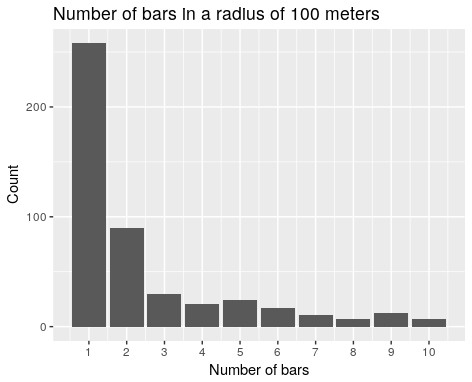 Number of bars in a radius of 100 meters
Count
200
100
0
1 2 3 4 5 6 7 8 9 10
Number of bars